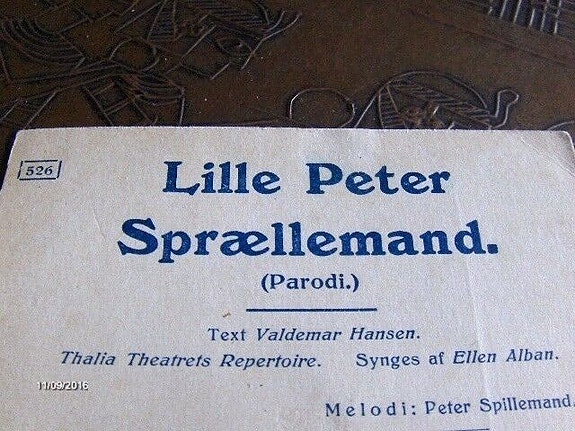 526
Lille Peter
Sprællemand.
(Parodi.)
Text Valdemar Hansen.
Thalia Theatrets Repertoire. Synges af Ellen Alban.
11/09/2016
Melodi: Peter Spillemand.